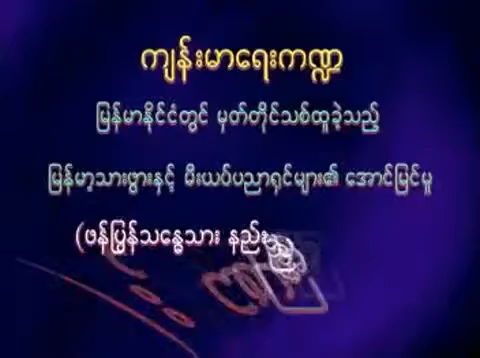 ကျန်းမာရေးကဏ္ဍ
မြန်မာနိုင်ငံတွင် မှတ်တိုင်သစ်ထူခဲ့သည့်
မြန်မာ့သားဖွားနှင့် မီးယပ်ပညာရှင်များ၏ အောင်မြင်မှု
(ဖန်ပြွန်သန္ဓေသား နည်း